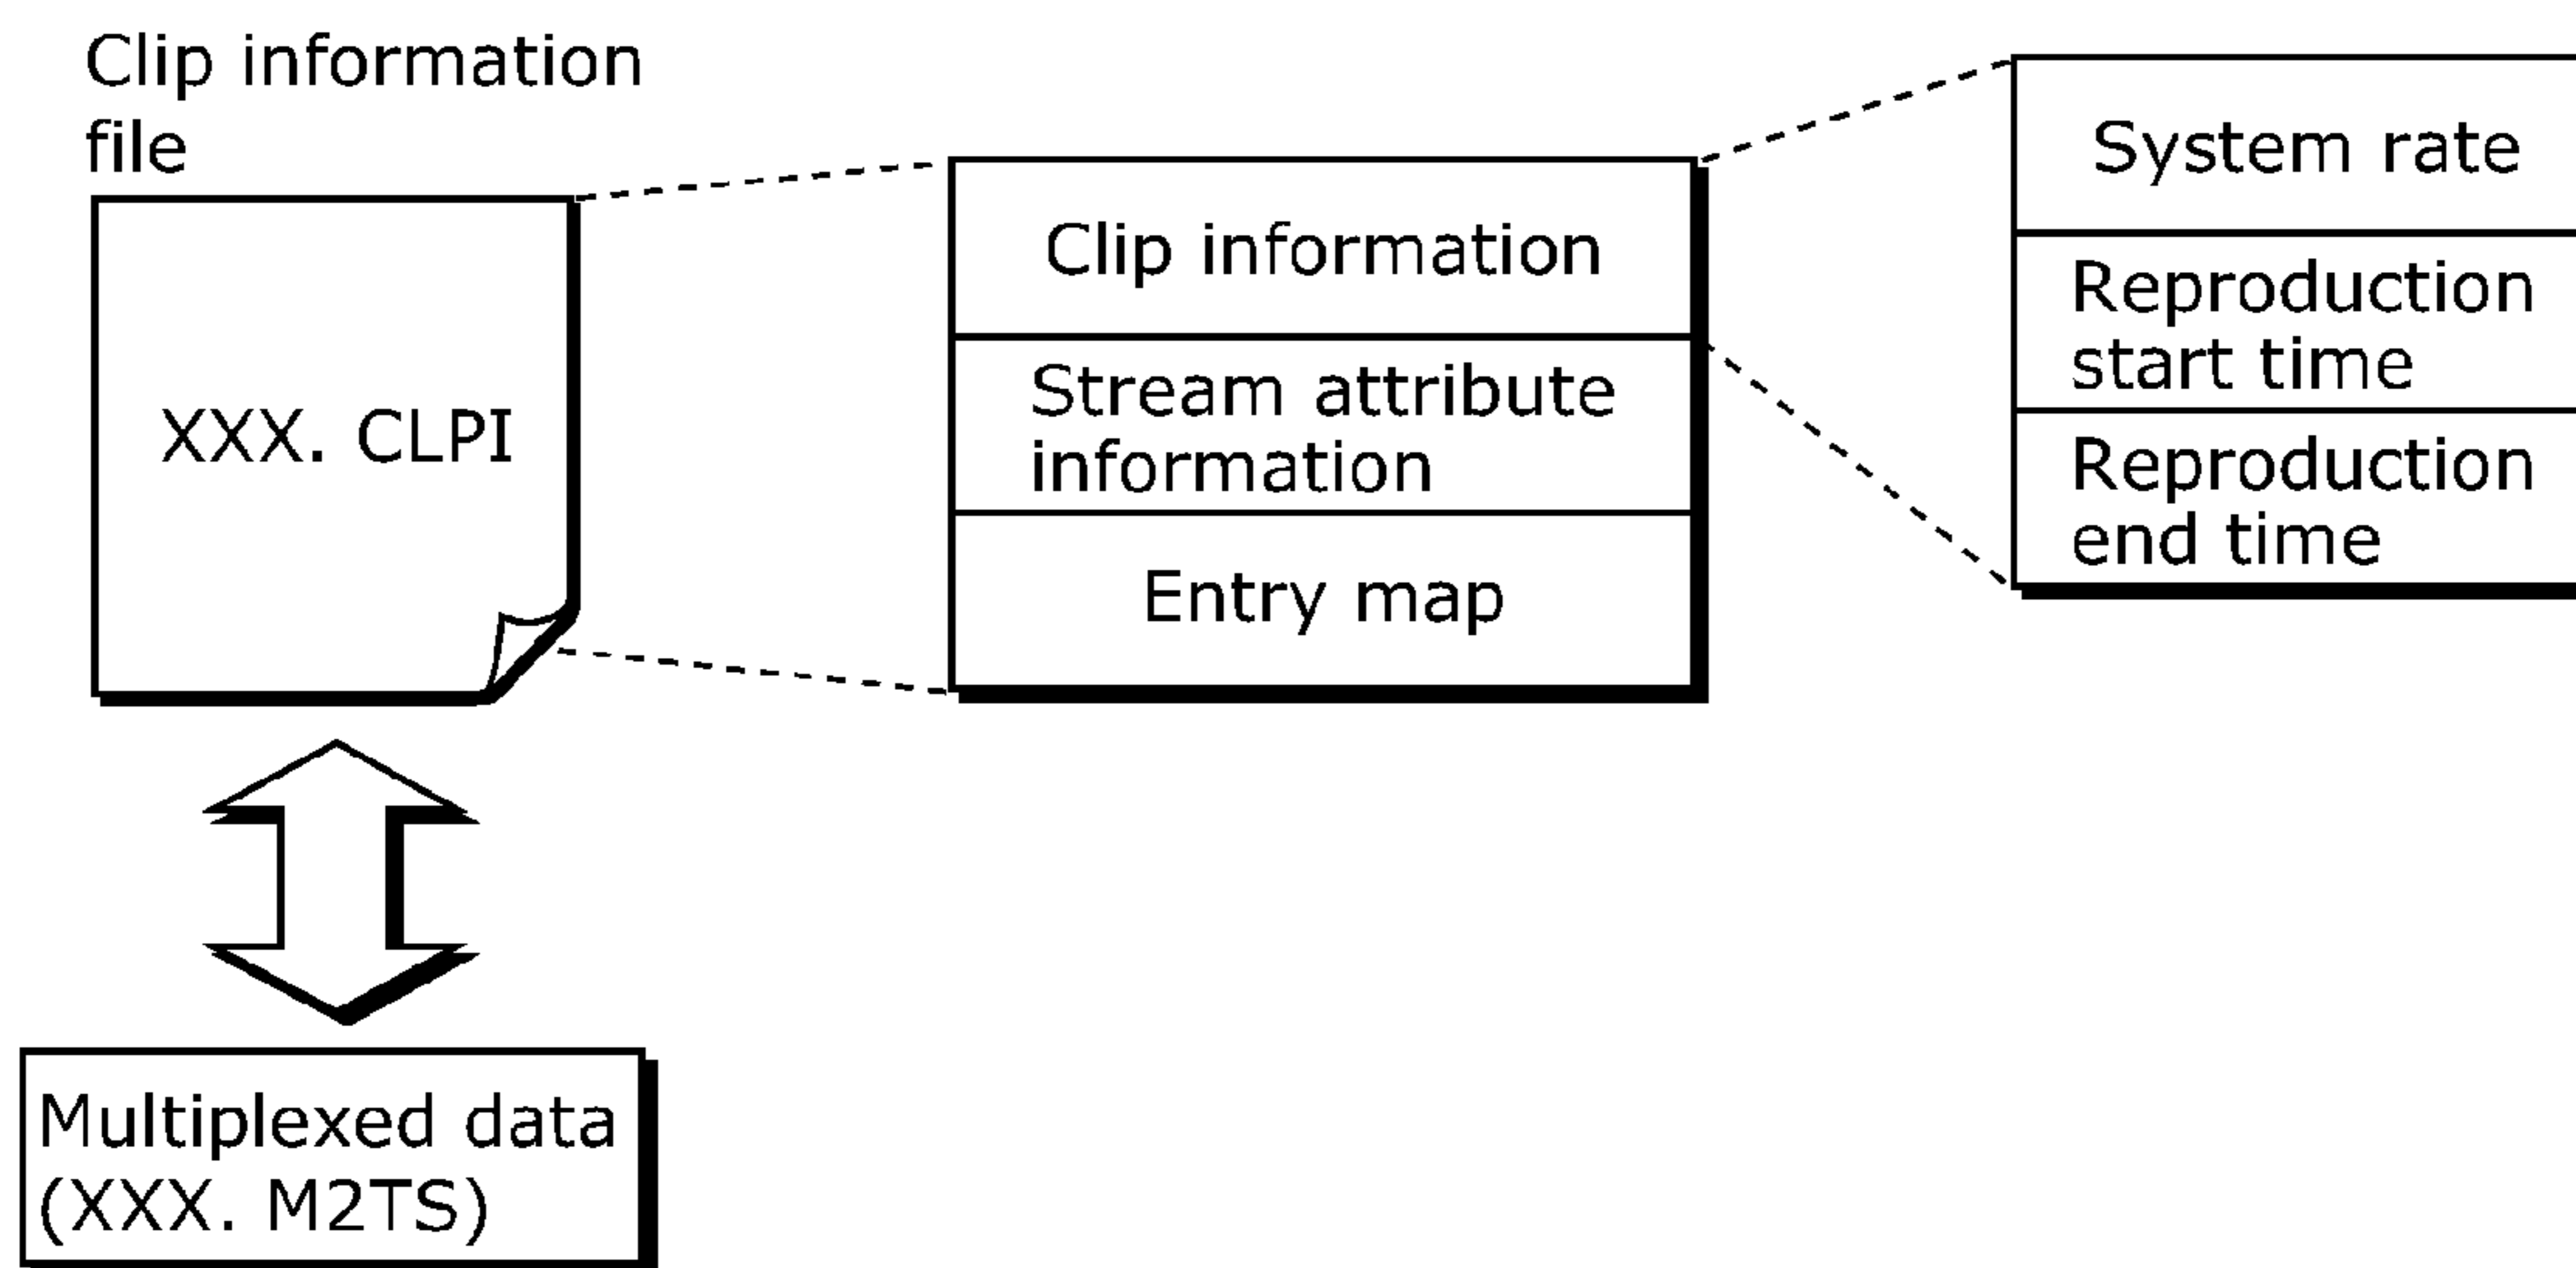 Clip information
file
XXX. CLPI
Clip information
Stream attribute
information
Entry map
System rate
Reproduction
start time
Reproduction
end time
Multiplexed data
(XXX. M2TS)